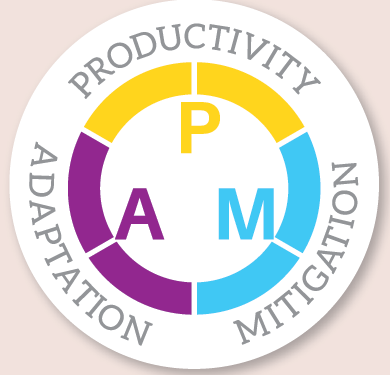 PRODUCTIVITY
P
A M
ADAPTATION
MITIGATION